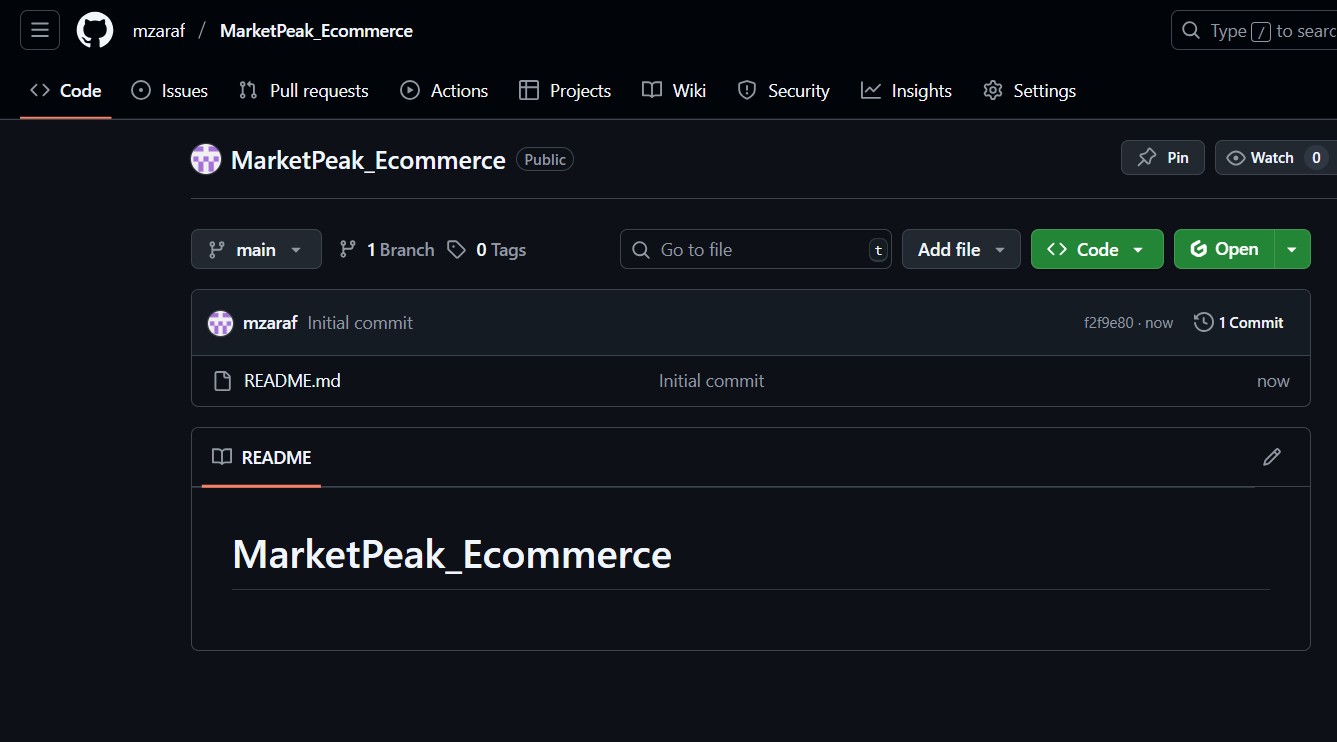 mzaraf / MarketPeak_Ecommerce
Type / to searc
Code Issues Pull requests Actions Projects Wiki Security Insights Settings
MarketPeak_Ecommerce Public Pin Watch 0
main 1 Branch 0 Tags Go to file t Add file Code Open
mzaraf Initial commit f2f9e80 · now 1 Commit
README.md Initial commit now
README
MarketPeak_Ecommerce